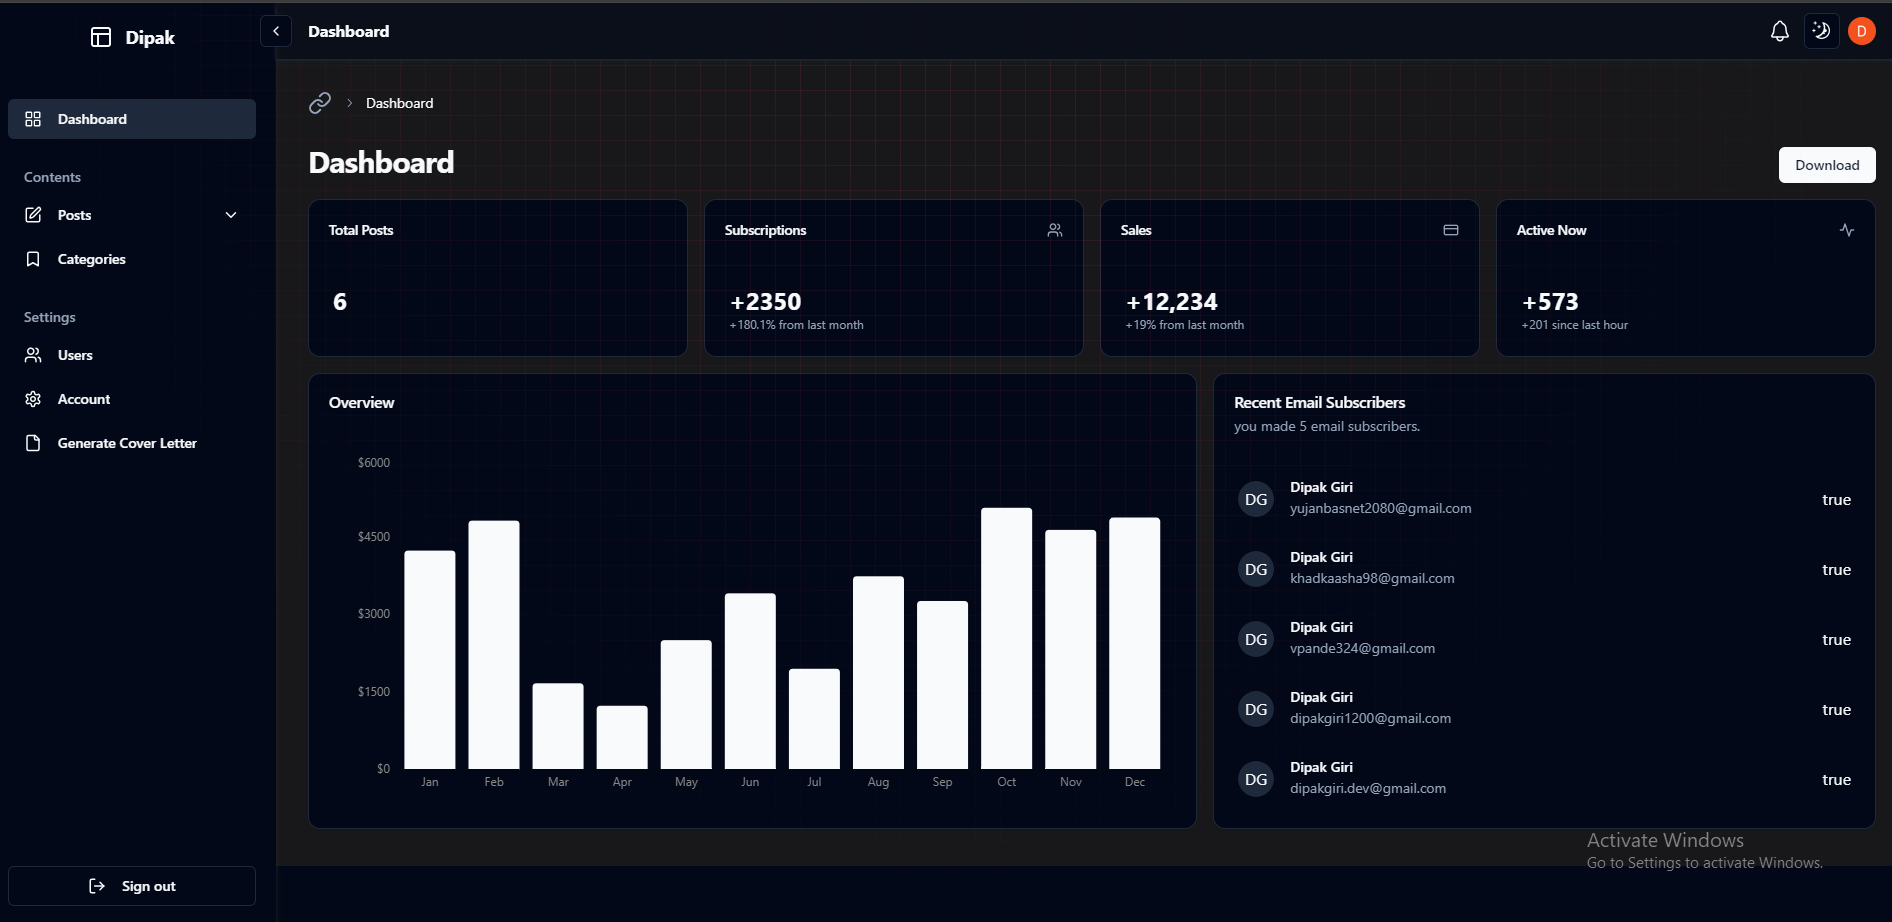 Dipak
Dashboard
D
Dashboard
Contents
Posts
Categories
Settings
Users
Account
Generate Cover Letter
Sign out
Dashboard
Dashboard
Download
Total Posts
6
Subscriptions
+2350
+180.1% from last month
Sales
+12,234
+19% from last month
Active Now
+573
+201 since last hour
Overview
$6000
$4500
$3000
$1500
$0
Jan Feb Mar Apr May Jun Jul Aug Sep Oct Nov Dec
Recent Email Subscribers
you made 5 email subscribers.
DG
Dipak Giri
yujanbasnet2080@gmail.com
true
DG
Dipak Giri
khadkaasha98@gmail.com
true
DG
Dipak Giri
vpande324@gmail.com
true
DG
Dipak Giri
dipakgiri1200@gmail.com
true
DG
Dipak Giri
dipakgiri.dev@gmail.com
true
Activate Windows
Go to Settings to activate Windows.